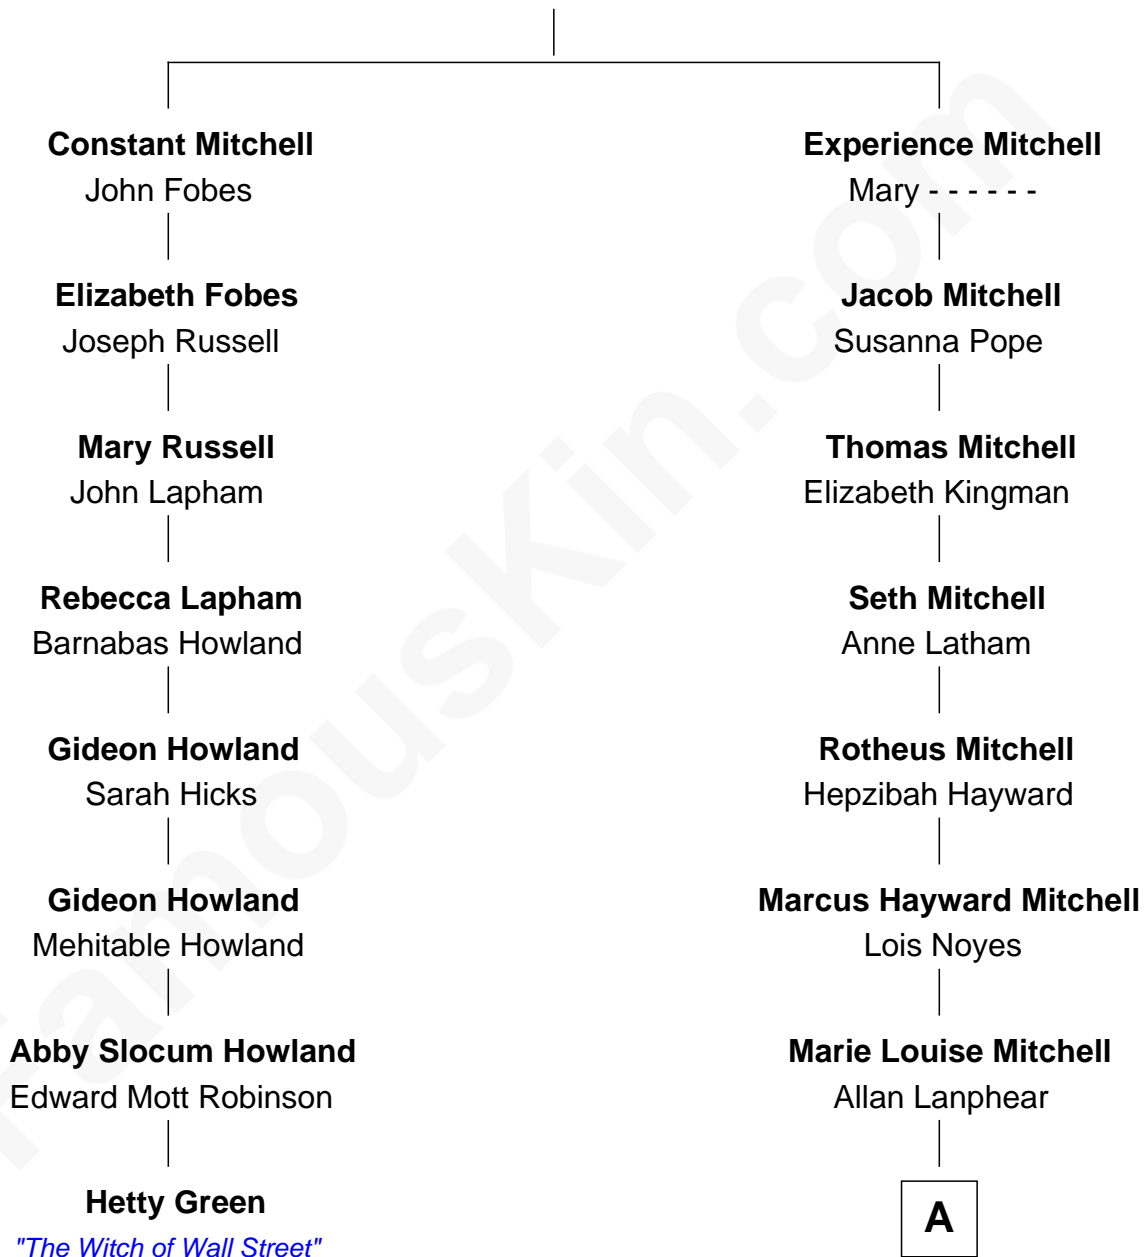 Constant Mitchell
John Fobes
Experience Mitchell
Mary - - - - - -
Elizabeth Fobes
Joseph Russell
Jacob Mitchell
Susanna Pope
Mary Russell
John Lapham
Thomas Mitchell
Elizabeth Kingman
Rebecca Lapham
Barnabas Howland
Seth Mitchell
Anne Latham
Gideon Howland
Sarah Hicks
Rotheus Mitchell
Hepzibah Hayward
Gideon Howland
Mehitable Howland
Marcus Hayward Mitchell
Lois Noyes
Abby Slocum Howland
Edward Mott Robinson
Marie Louise Mitchell
Allan Lanphear
Hetty Green
"The Witch of Wall Street"
A
FamousKin.com